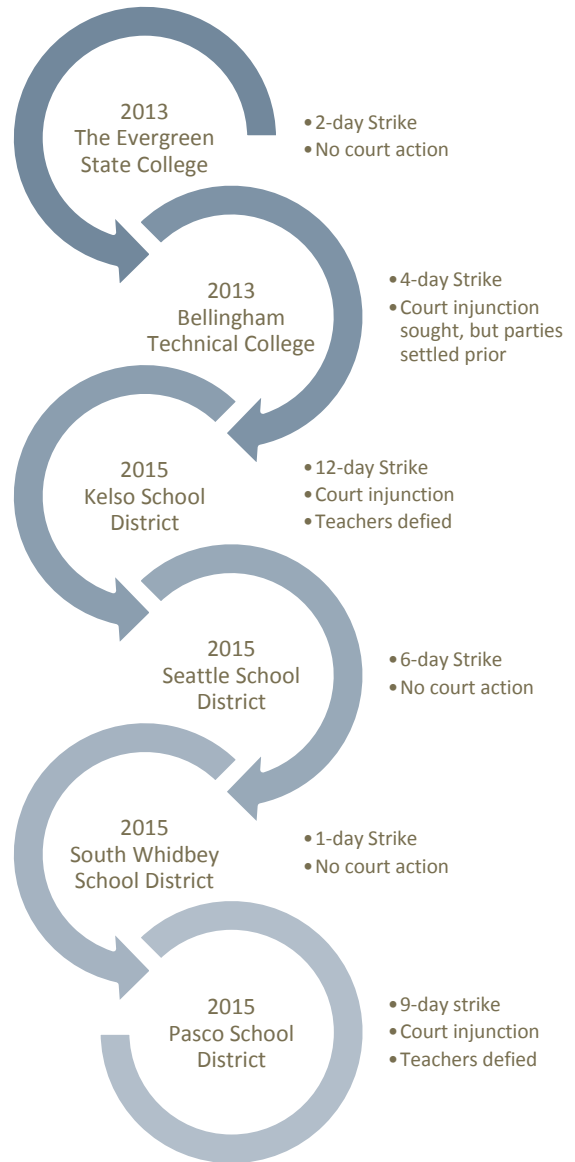 2013
The Evergreen
State College
•2-day Strike
•No court action
2013
Bellingham
Technical College
•4-day Strike
•Court injunction
sought, but parties
settled prior
2015
Kelso School
District
•12-day Strike
•Court injunction
•Teachers defied
2015
Seattle School
District
•6-day Strike
•No court action
2015
South Whidbey
School District
•1-day Strike
•No court action
2015
Pasco School
District
•9-day strike
•Court injunction
•Teachers defied